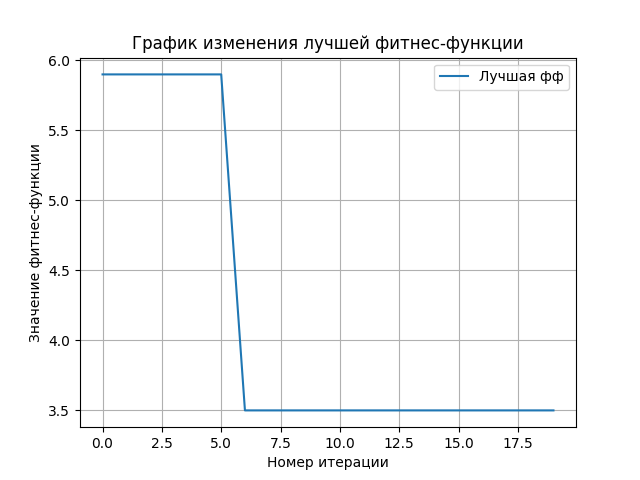 График изменения лучшей фитнес-функции
Лучшая фф
Значение фитнес-функции
6.0
5.5
5.0
4.5
4.0
3.5
0.0 2.5 5.0 7.5 10.0 12.5 15.0 17.5
Номер итерации